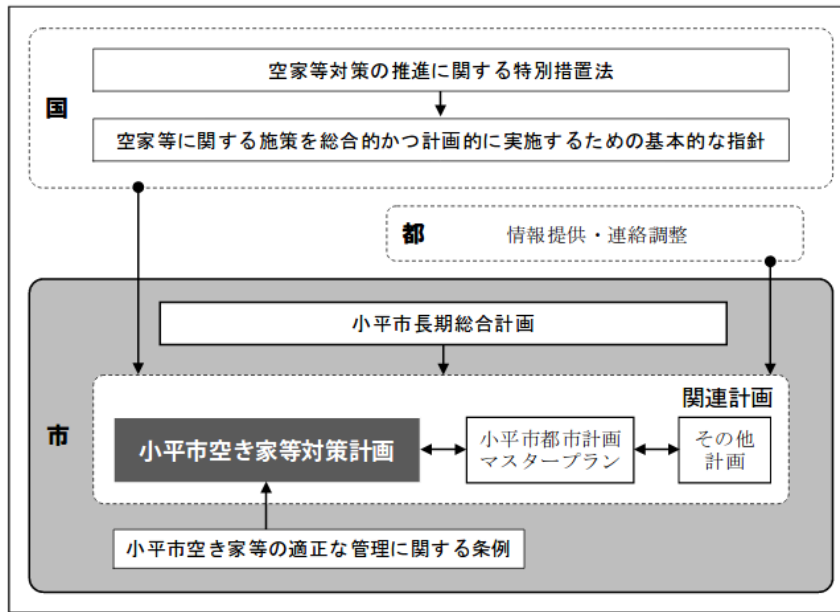 国
空家等対策の推進に関する特別措置法
空家等に関する施策を総合的かつ計画的に実施するための基本的な指針
都
情報提供・連絡調整
市
小平市長期総合計画
関連計画
小平市空き家等対策計画
小平市都市計画
マスタープラン
その他
計画
小平市空き家等の適正な管理に関する条例